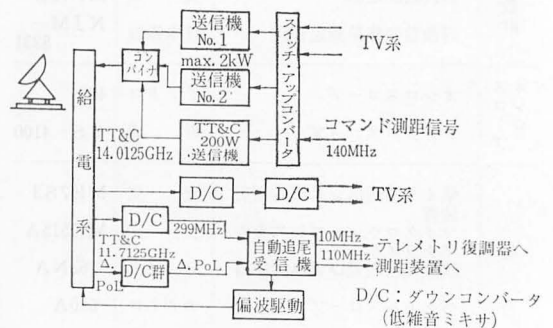 送信機
No.1
max.2kW
送信機
No.2
TT&C
200W
送信機
コン
バイナ
スイッチ・アップコンバータ
TV系
コマンド測距信号
140MHz
給電系
TT&C
14.0125GHz
D/C
D/C
TV系
D/C
299MHz
TT&C
11.7125GHz
Δ.
PoL
D/C群
Δ.PoL
自動追尾
受信機
10MHz
テレメトリ復調器へ
110MHz
測距装置へ
偏波駆動
D/C：ダウンコンバータ
(低雑音ミキサ)